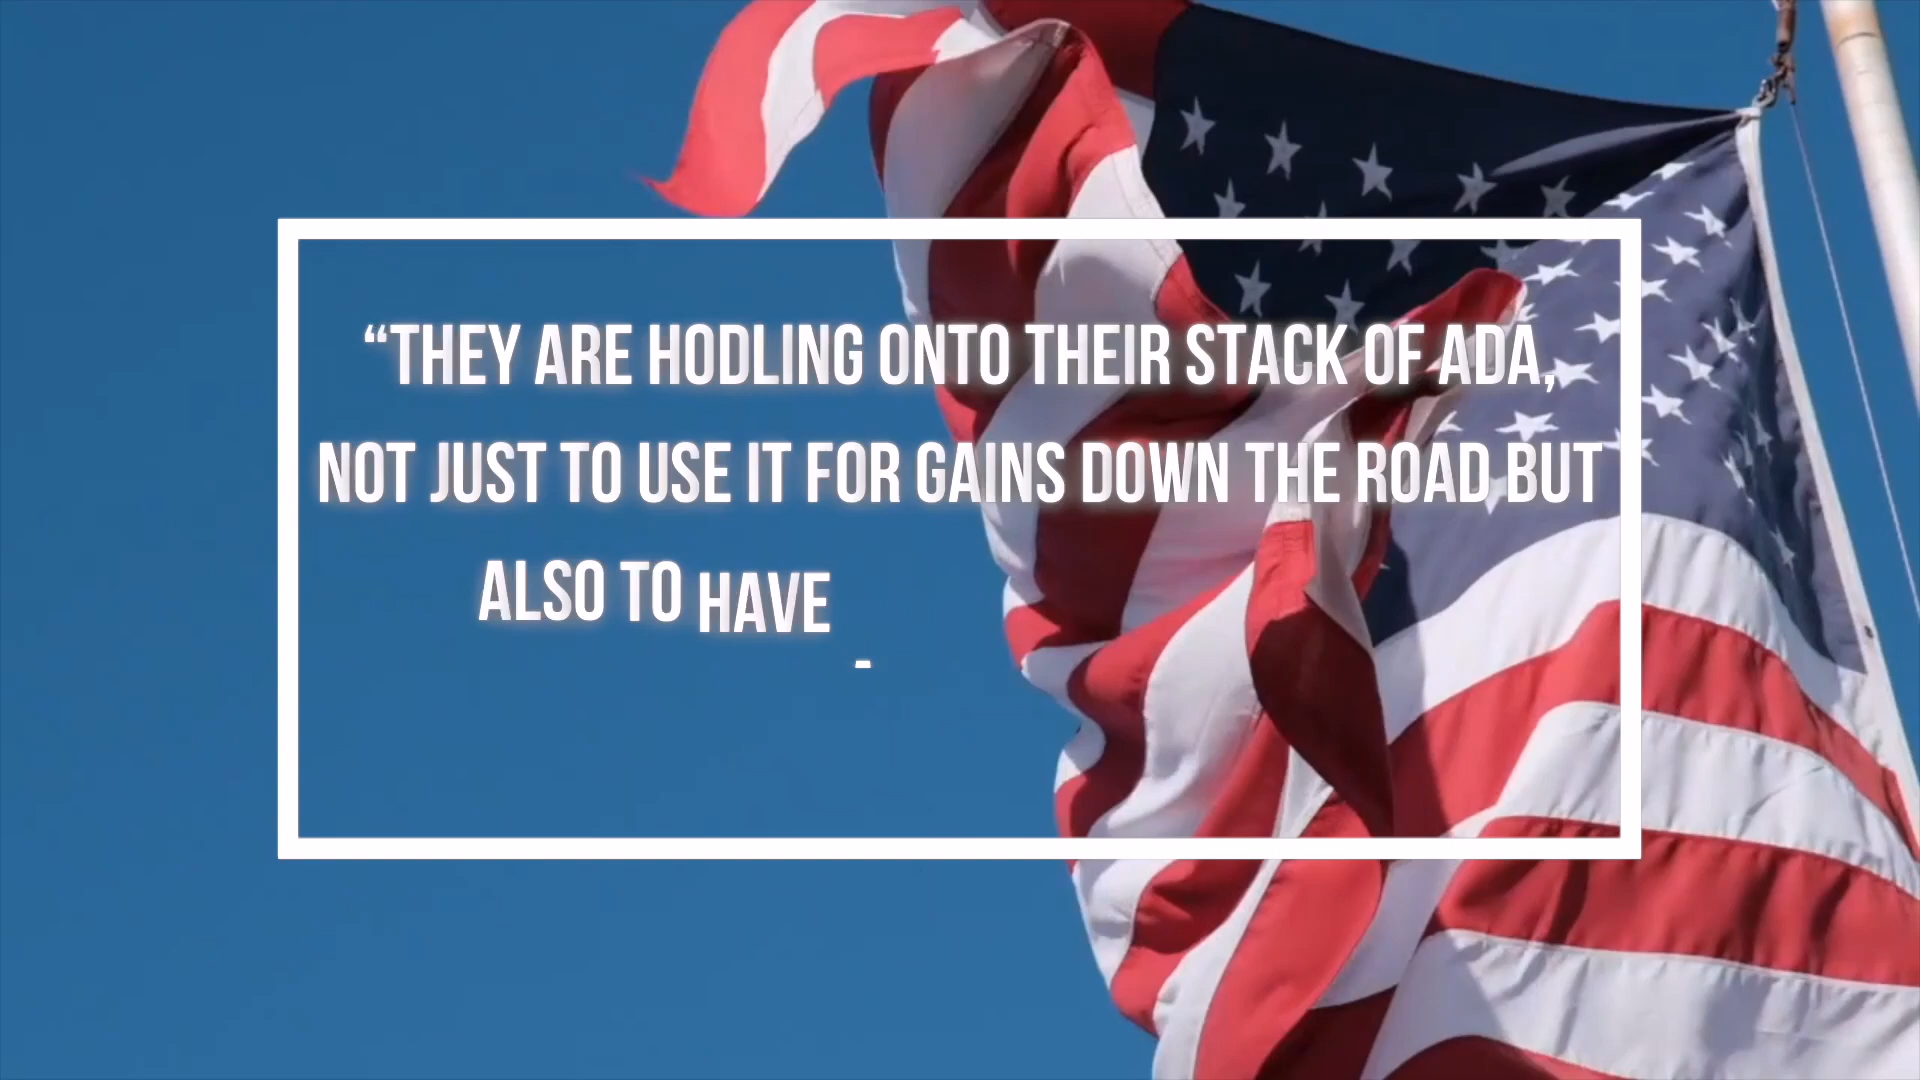 “THEY ARE HODLING ONTO THEIR STACK OF ADA,
NOT JUST TO USE IT FOR GAINS DOWN THE ROAD BUT
ALSO TO HAVE